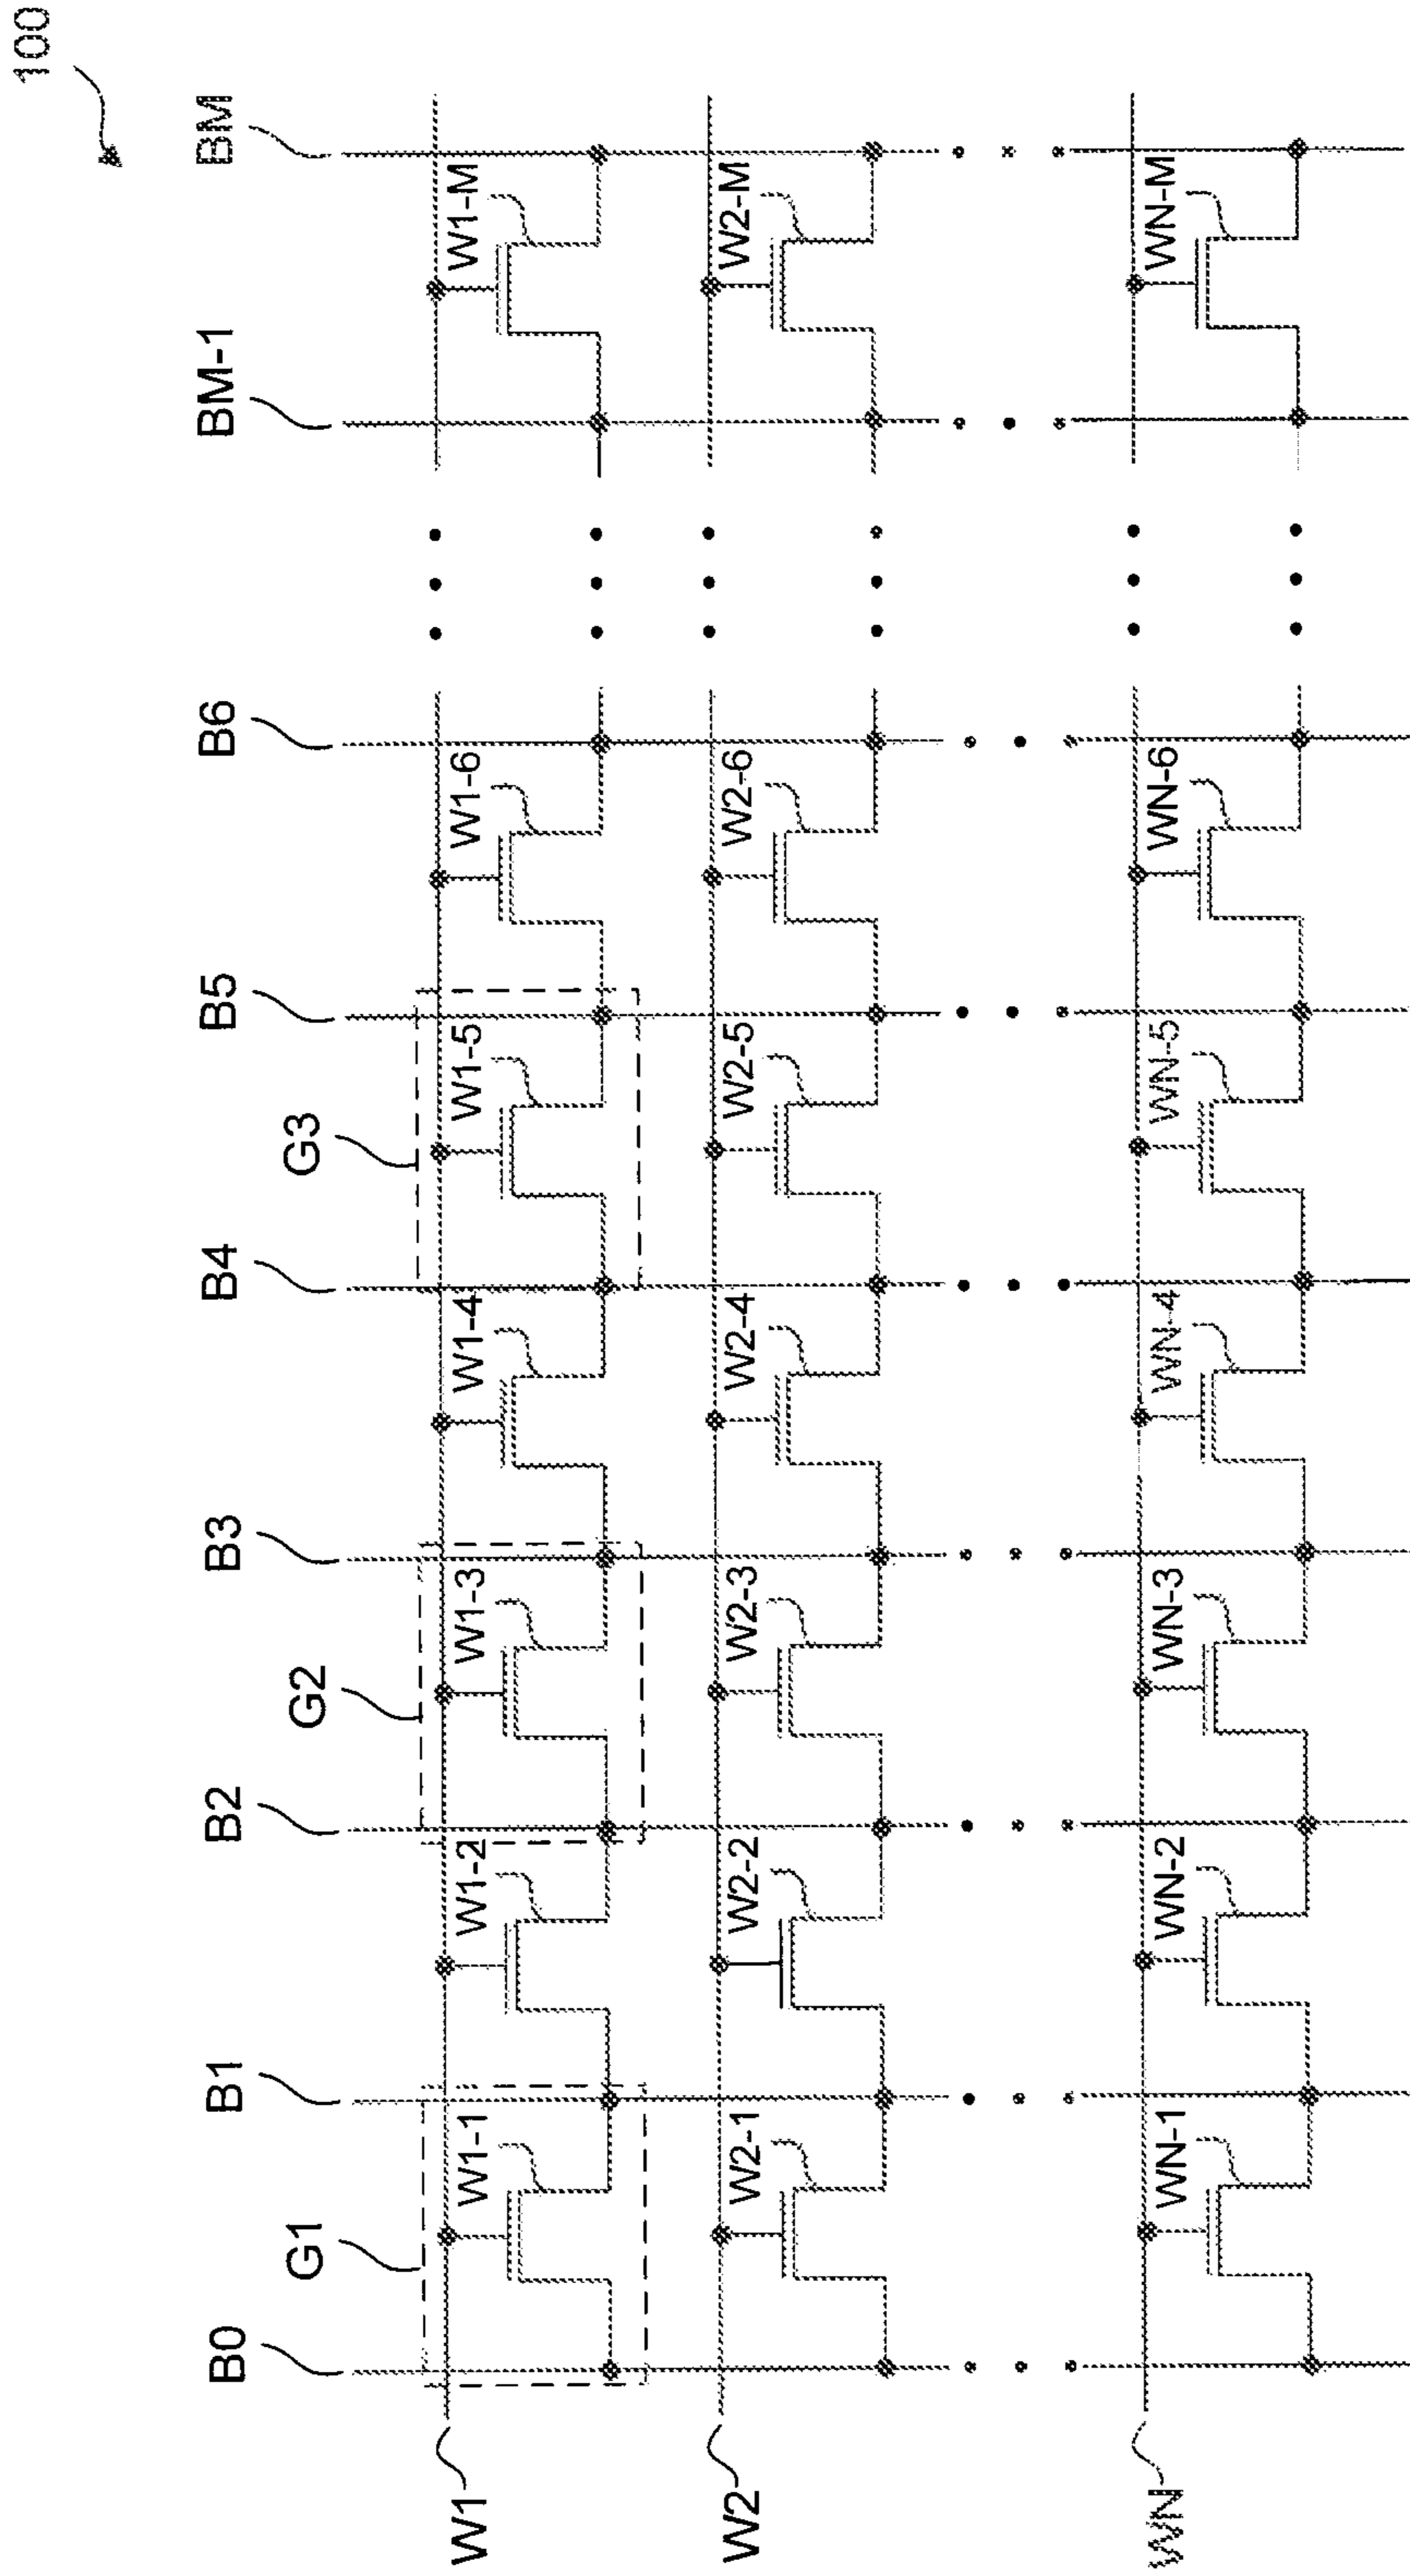 100
B0 B1 B2 B3 B4 B5 B6 BM-1 BM
G1 G2 G3
W1
W1-1 W1-2 W1-3 W1-4 W1-5 W1-6 W1-M
W2
W2-1 W2-2 W2-3 W2-4 W2-5 W2-6 W2-M
WN
WN-1 WN-2 WN-3 WN-4 WN-5 WN-6 WN-M